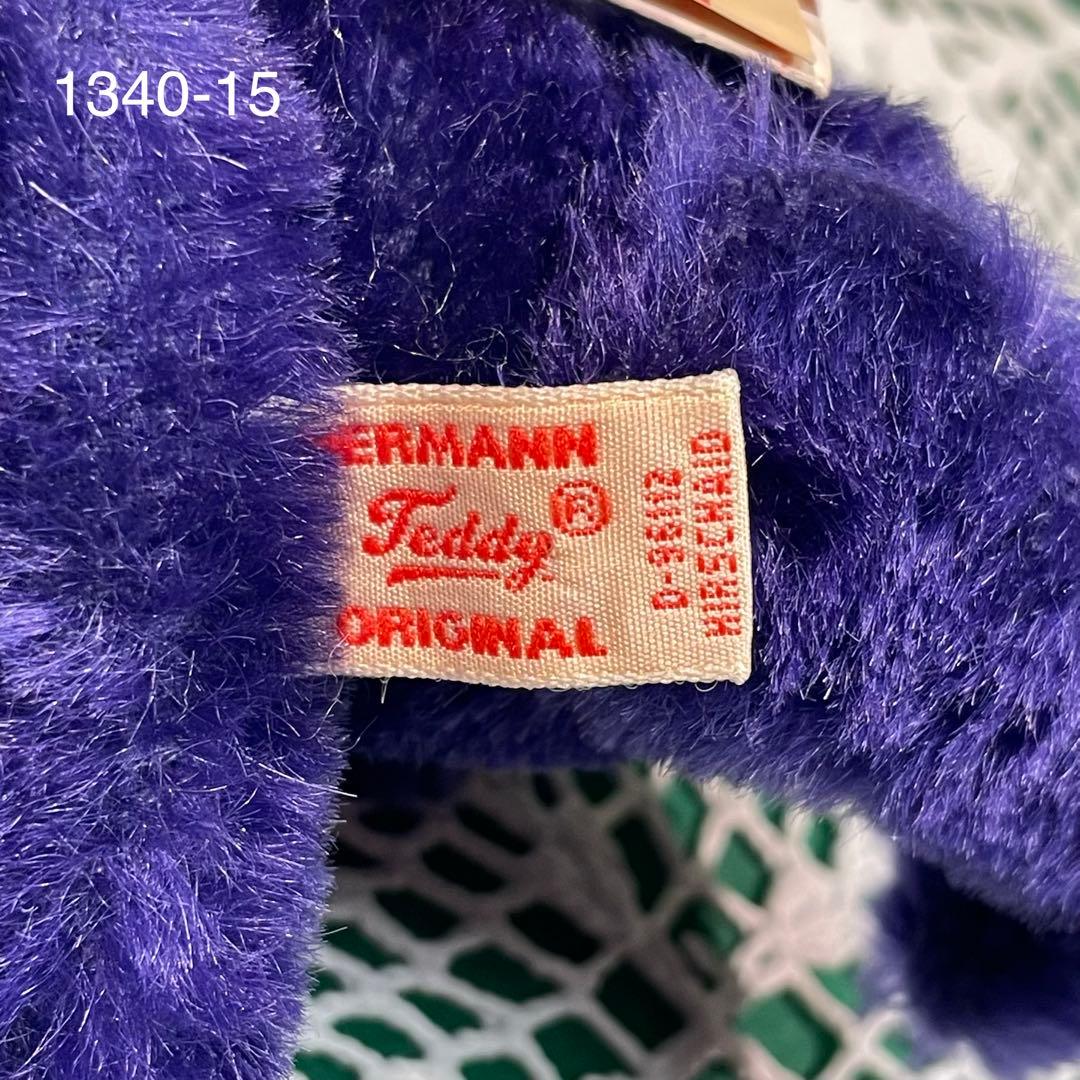 1340-15
ERMANN
Teddy®
ORIGINAL
D-96112
HIRSCHAID